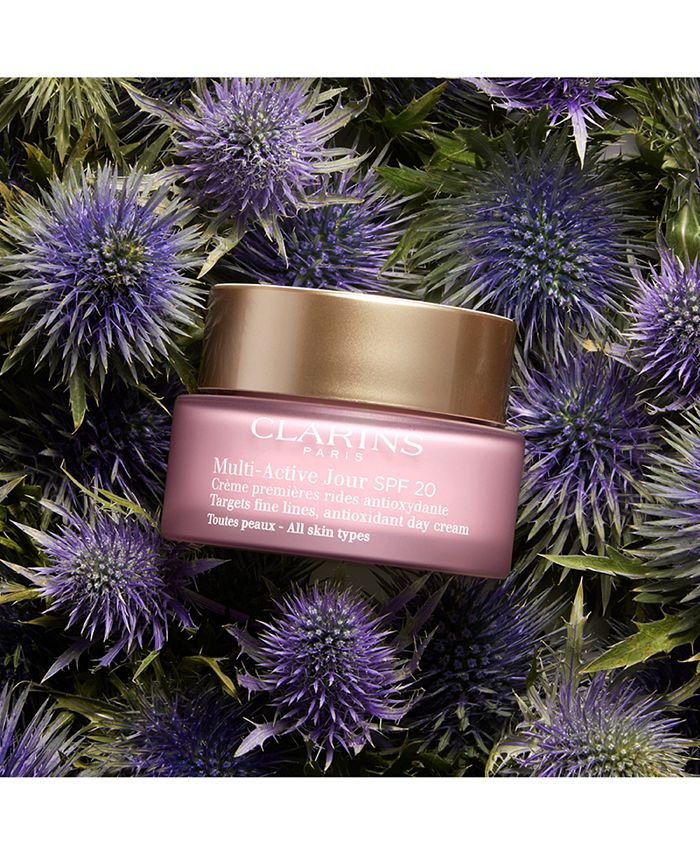 CLARINS
PARIS
Multi-Active Jour SPF 20
Crème premières rides antioxydante
Targets fine lines, antioxidant day cream
Toutes peaux - All skin types